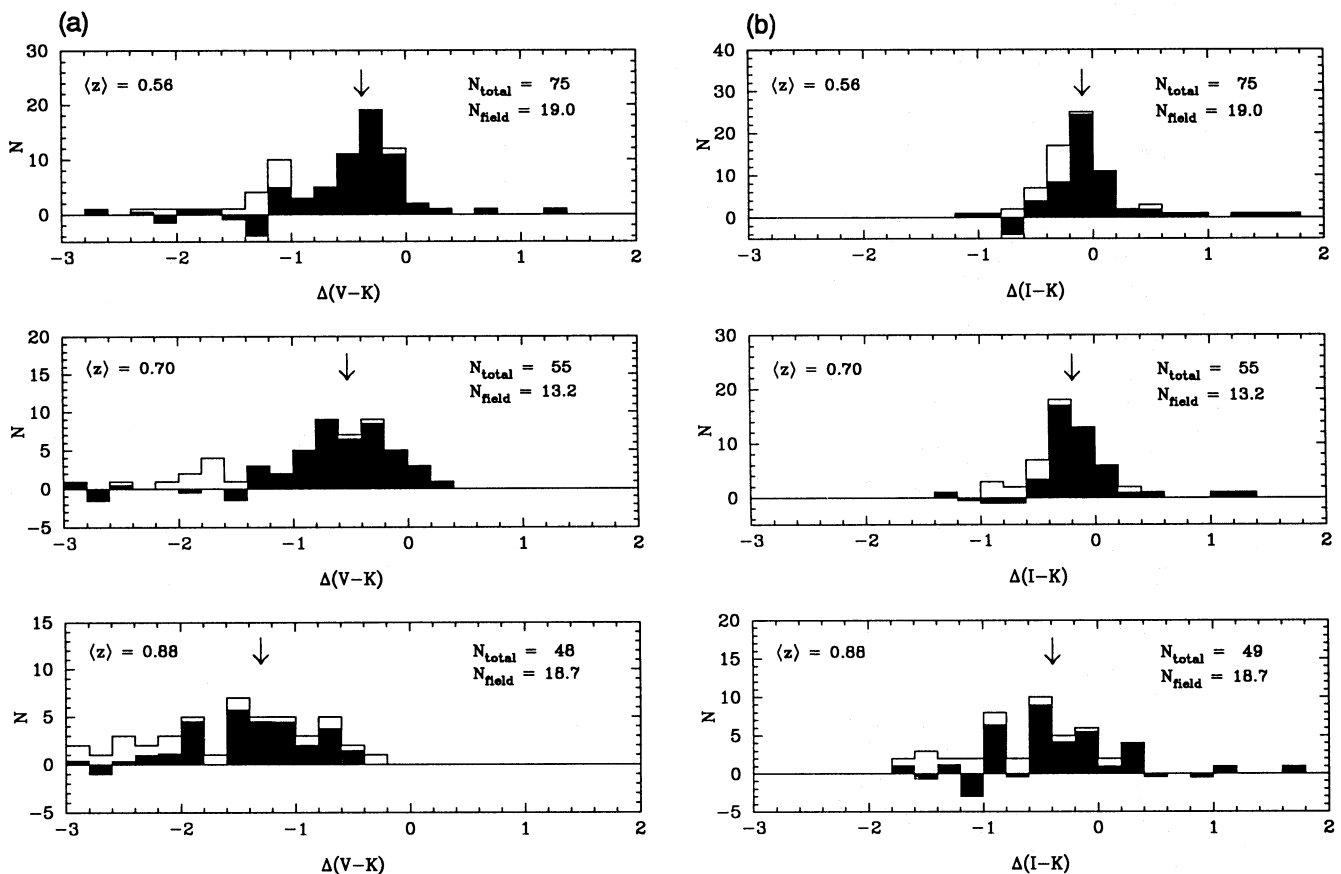 (a)
30
20
10
0
N
⟨z⟩ = 0.56
N_total = 75
N_field = 19.0
−3 −2 −1 0 1 2
Δ(V−K)
20
15
10
5
0
−5
N
⟨z⟩ = 0.70
N_total = 55
N_field = 13.2
−3 −2 −1 0 1 2
Δ(V−K)
15
10
5
0
−5
N
⟨z⟩ = 0.88
N_total = 48
N_field = 18.7
−3 −2 −1 0 1 2
Δ(V−K)
(b)
40
30
20
10
0
N
⟨z⟩ = 0.56
N_total = 75
N_field = 19.0
−3 −2 −1 0 1 2
Δ(I−K)
30
20
10
0
N
⟨z⟩ = 0.70
N_total = 55
N_field = 13.2
−3 −2 −1 0 1 2
Δ(I−K)
20
15
10
5
0
−5
N
⟨z⟩ = 0.88
N_total = 49
N_field = 18.7
−3 −2 −1 0 1 2
Δ(I−K)